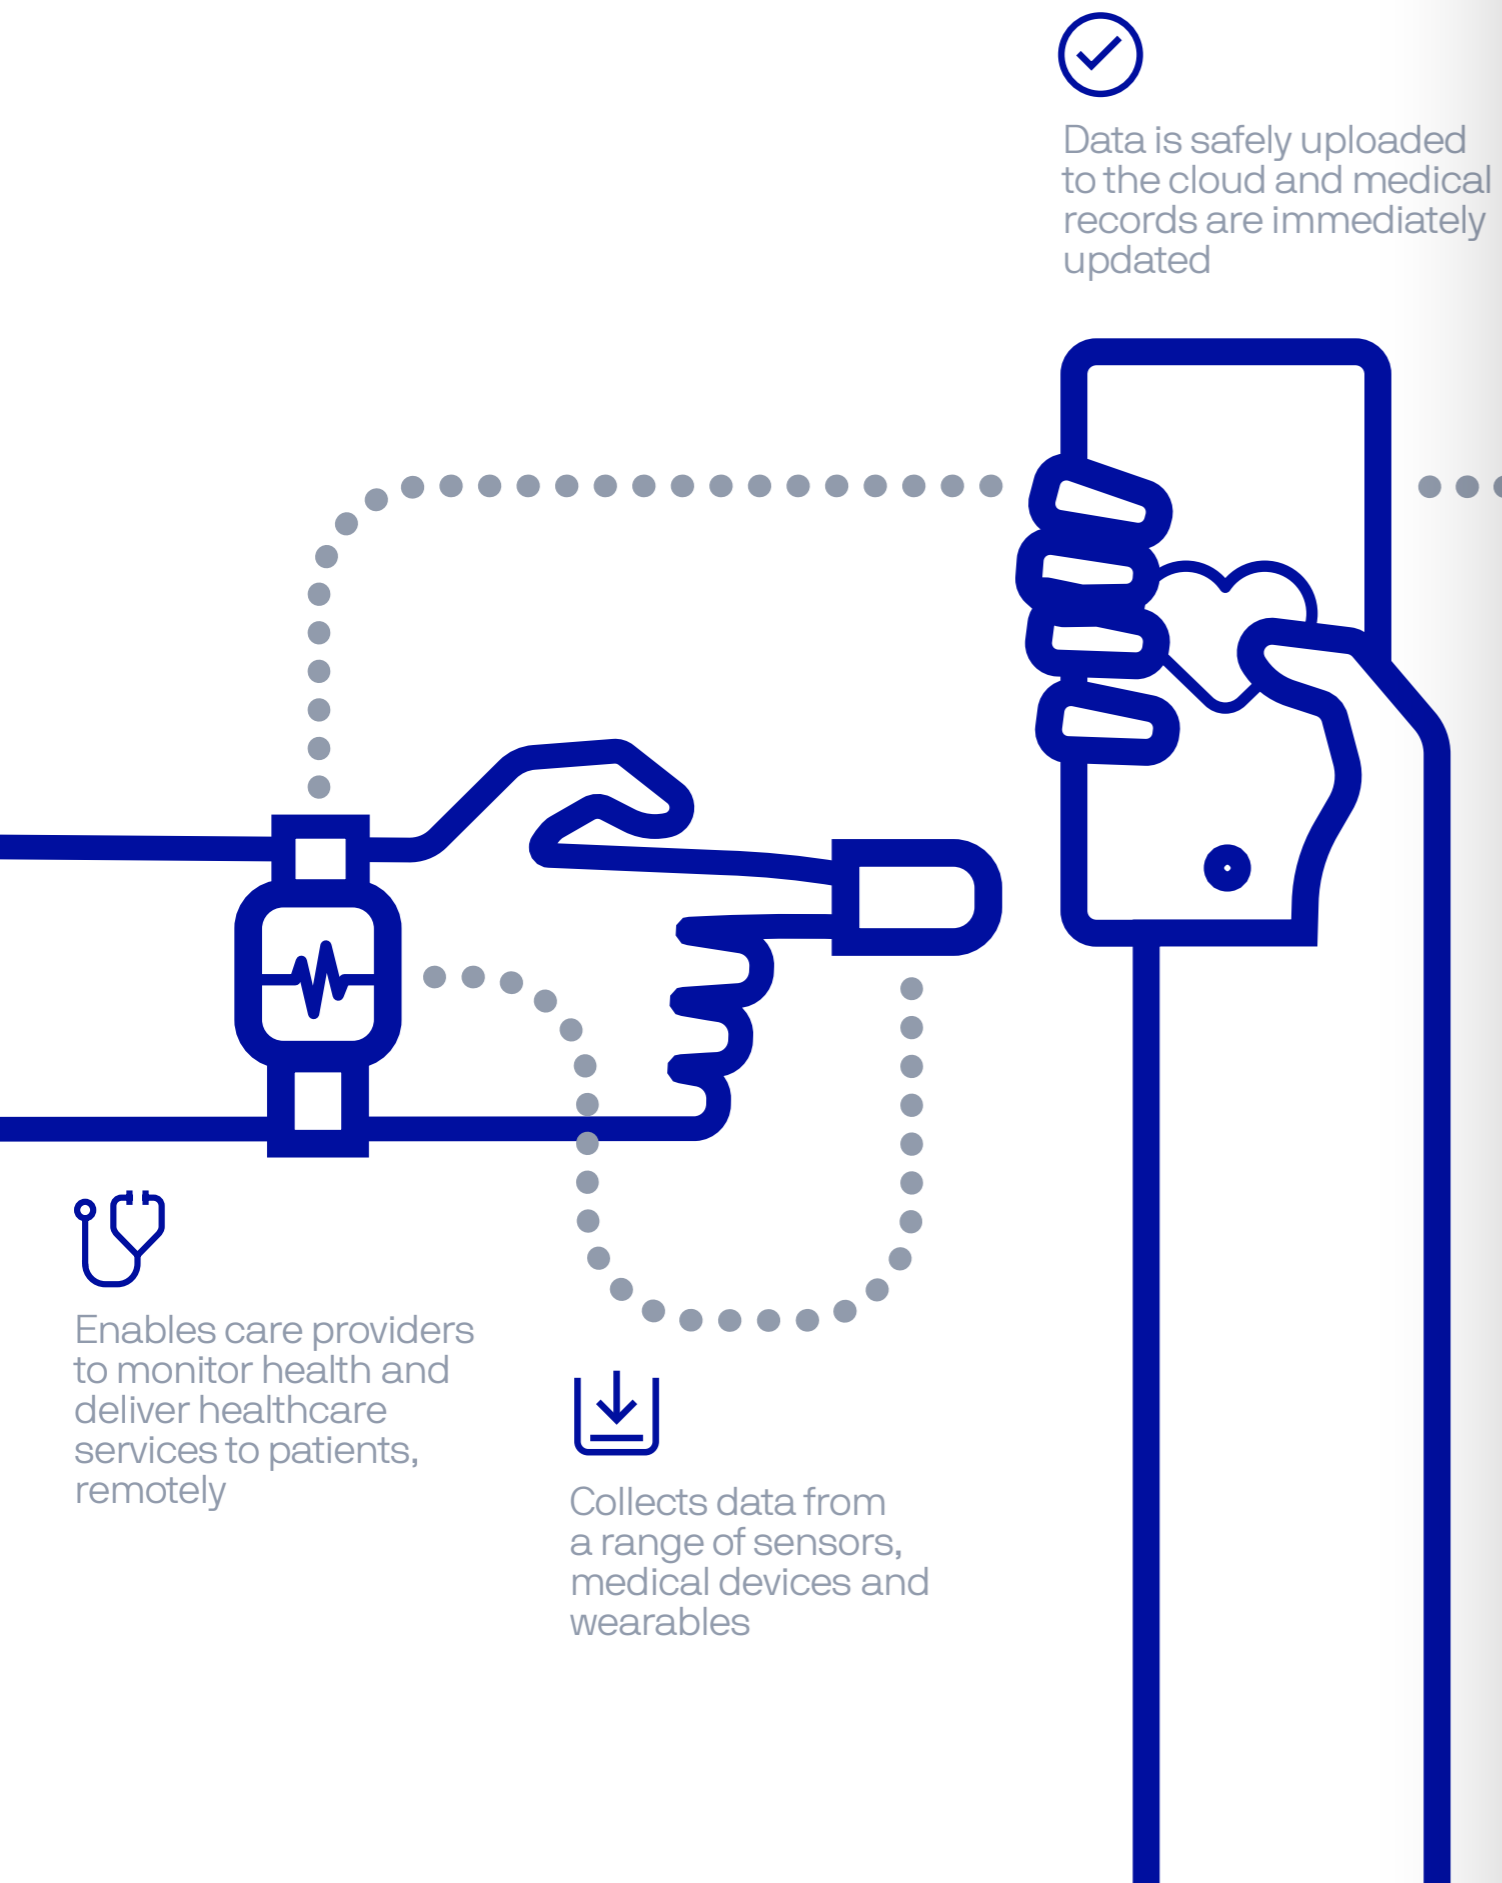 Data is safely uploaded
to the cloud and medical
records are immediately
updated
Enables care providers
to monitor health and
deliver healthcare
services to patients,
remotely
Collects data from
a range of sensors,
medical devices and
wearables